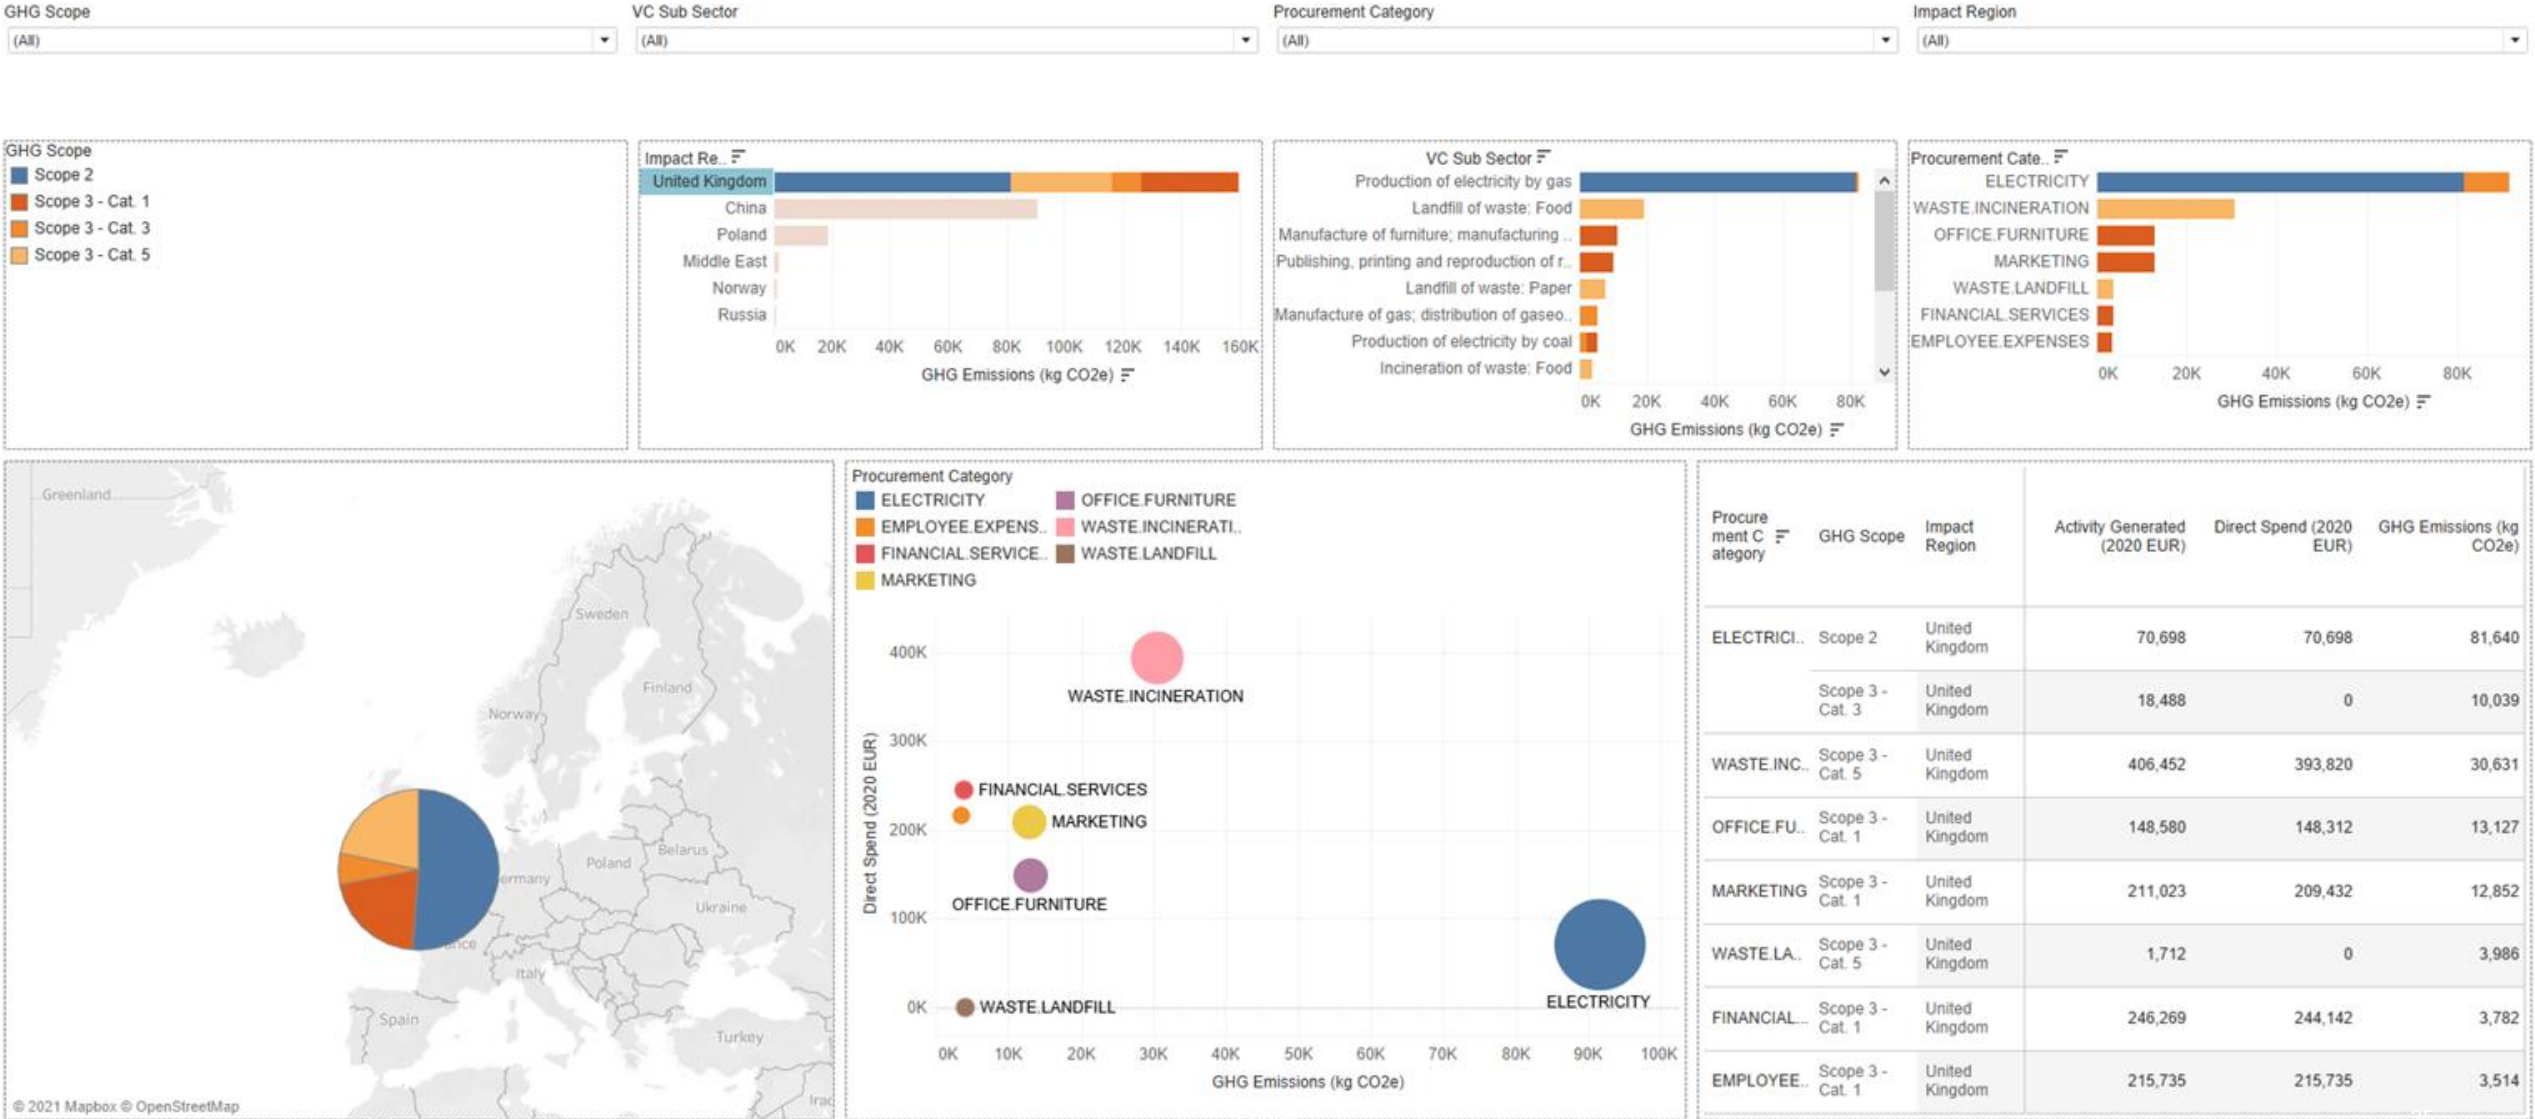 GHG Scope
(All)
VC Sub Sector
(All)
Procurement Category
(All)
Impact Region
(All)
GHG Scope
Scope 2
Scope 3 - Cat. 1
Scope 3 - Cat. 3
Scope 3 - Cat. 5
Impact Re..
United Kingdom
China
Poland
Middle East
Norway
Russia
0K 20K 40K 60K 80K 100K 120K 140K 160K
GHG Emissions (kg CO2e)
VC Sub Sector
Production of electricity by gas
Landfill of waste: Food
Manufacture of furniture; manufacturing ..
Publishing, printing and reproduction of r..
Landfill of waste: Paper
Manufacture of gas; distribution of gaseo..
Production of electricity by coal
Incineration of waste: Food
0K 20K 40K 60K 80K
GHG Emissions (kg CO2e)
Procurement Cate..
ELECTRICITY
WASTE.INCINERATION
OFFICE.FURNITURE
MARKETING
WASTE.LANDFILL
FINANCIAL.SERVICES
EMPLOYEE.EXPENSES
0K 20K 40K 60K 80K
GHG Emissions (kg CO2e)
Greenland
Sweden
Finland
Norway
Belarus
Poland
ermany
Ukraine
ance
Italy
Spain
Turkey
Iraq
© 2021 Mapbox © OpenStreetMap
Procurement Category
ELECTRICITY
OFFICE.FURNITURE
EMPLOYEE.EXPENS..
WASTE.INCINERATI..
FINANCIAL.SERVICE..
WASTE.LANDFILL
MARKETING
Direct Spend (2020 EUR)
400K
300K
200K
100K
0K
WASTE.INCINERATION
FINANCIAL.SERVICES
MARKETING
OFFICE.FURNITURE
ELECTRICITY
WASTE.LANDFILL
0K 10K 20K 30K 40K 50K 60K 70K 80K 90K 100K
GHG Emissions (kg CO2e)
Procure
ment C
ategory
GHG Scope
Impact
Region
Activity Generated
(2020 EUR)
Direct Spend (2020
EUR)
GHG Emissions (kg
CO2e)
ELECTRICI.. Scope 2 United Kingdom 70,698 70,698 81,640
Scope 3 - Cat. 3 United Kingdom 18,488 0 10,039
WASTE.INC.. Scope 3 - Cat. 5 United Kingdom 406,452 393,820 30,631
OFFICE.FU.. Scope 3 - Cat. 1 United Kingdom 148,580 148,312 13,127
MARKETING Scope 3 - Cat. 1 United Kingdom 211,023 209,432 12,852
WASTE.LA.. Scope 3 - Cat. 5 United Kingdom 1,712 0 3,986
FINANCIAL... Scope 3 - Cat. 1 United Kingdom 246,269 244,142 3,782
EMPLOYEE.. Scope 3 - Cat. 1 United Kingdom 215,735 215,735 3,514